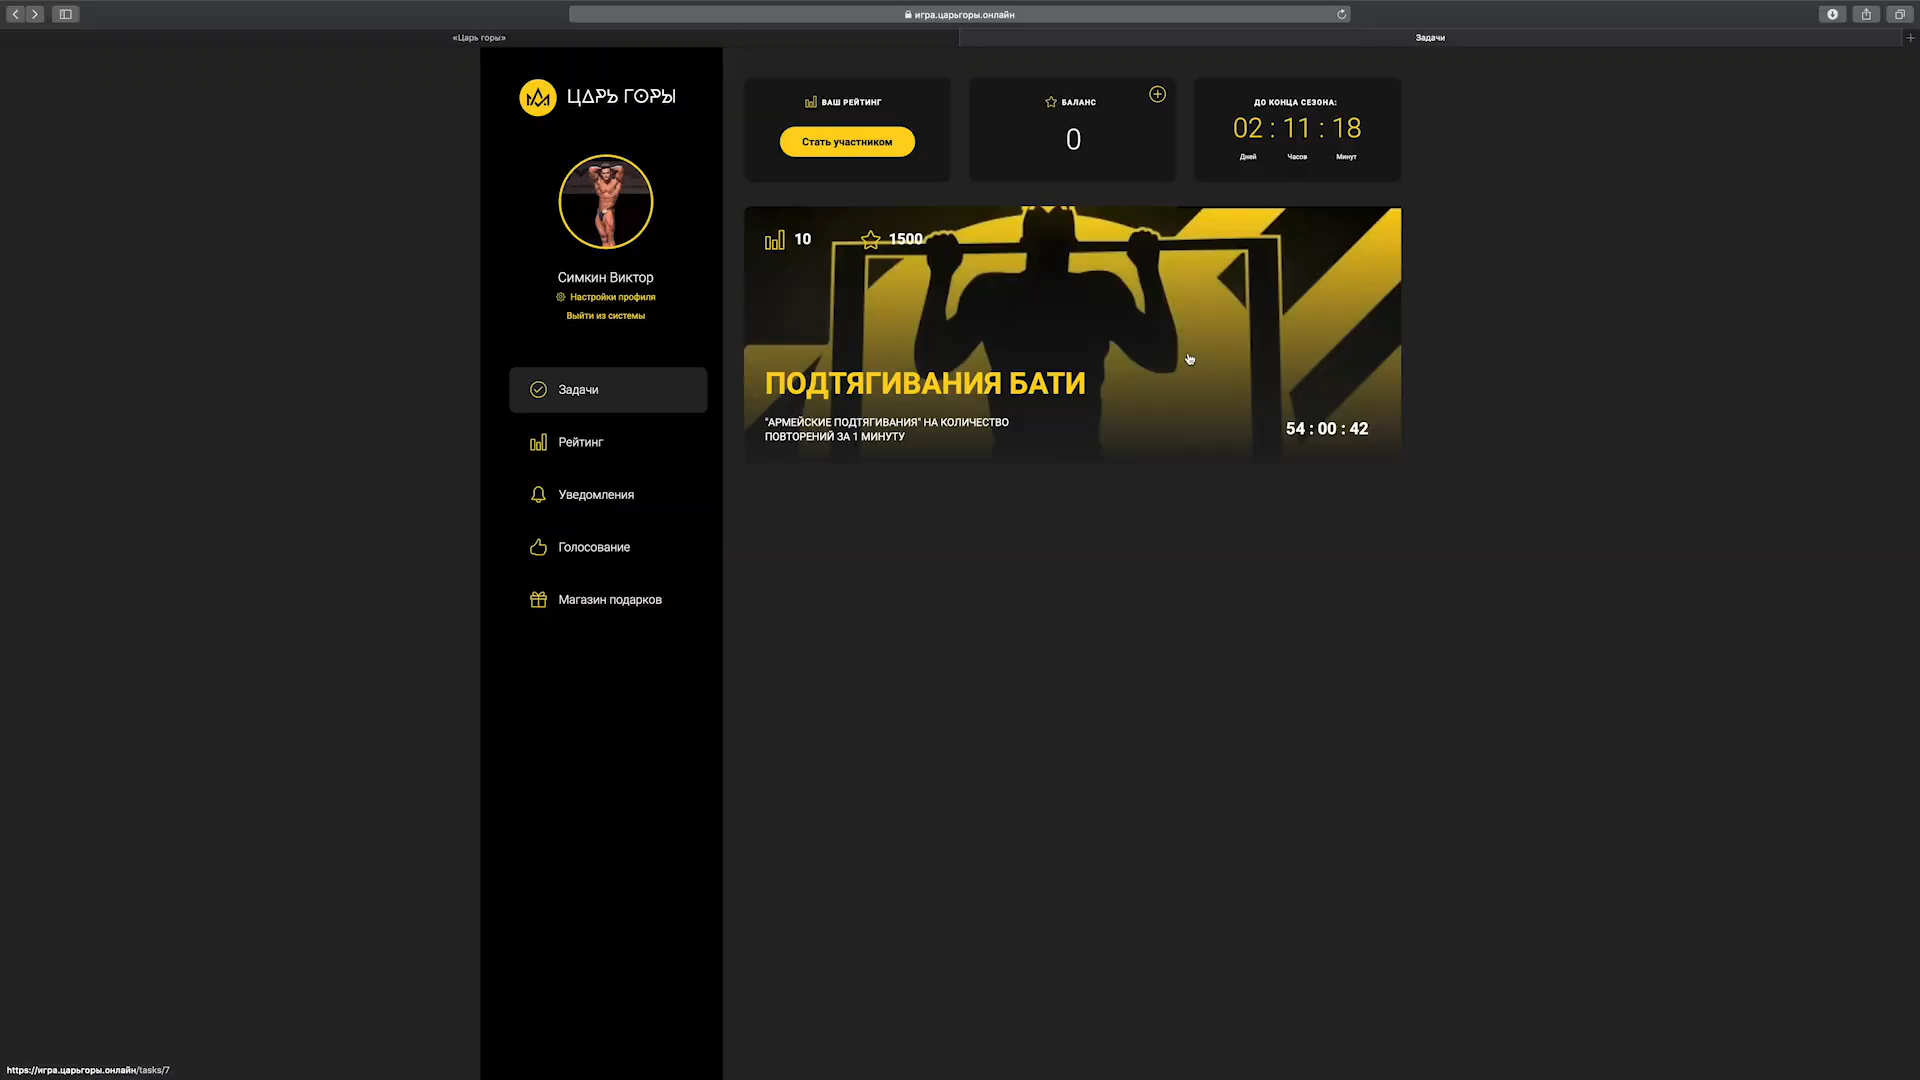 игра.царьгоры.онлайн
«Царь горы»
Задачи
ЦАРЬ ГОРЫ
Симкин Виктор
Настройки профиля
Выйти из системы
Задачи
Рейтинг
Уведомления
Голосование
Магазин подарков
ВАШ РЕЙТИНГ
Стать участником
БАЛАНС
0
ДО КОНЦА СЕЗОНА:
02 : 11 : 18
Дней Часов Минут
10 1500
ПОДТЯГИВАНИЯ БАТИ
"АРМЕЙСКИЕ ПОДТЯГИВАНИЯ" НА КОЛИЧЕСТВО
ПОВТОРЕНИЙ ЗА 1 МИНУТУ
54 : 00 : 42
https://игра.царьгоры.онлайн/tasks/7